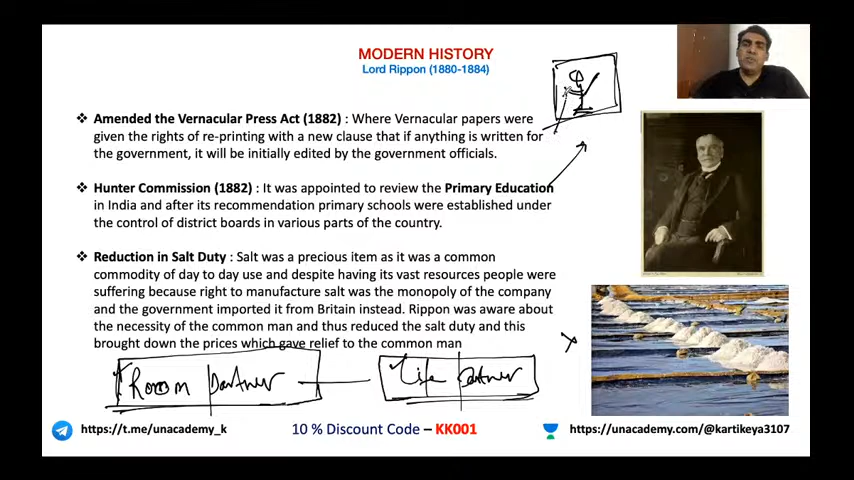 MODERN HISTORY
Lord Rippon (1880-1884)
❖ Amended the Vernacular Press Act (1882) : Where Vernacular papers were
given the rights of re-printing with a new clause that if anything is written for
the government, it will be initially edited by the government officials.
❖ Hunter Commission (1882) : It was appointed to review the Primary Education
in India and after its recommendation primary schools were established under
the control of district boards in various parts of the country.
❖ Reduction in Salt Duty : Salt was a precious item as it was a common
commodity of day to day use and despite having its vast resources people were
suffering because right to manufacture salt was the monopoly of the company
and the government imported it from Britain instead. Rippon was aware about
the necessity of the common man and thus reduced the salt duty and this
brought down the prices which gave relief to the common man
Room Partner Life Partner
https://t.me/unacademy_k 10 % Discount Code – KK001 https://unacademy.com/@kartikeya3107